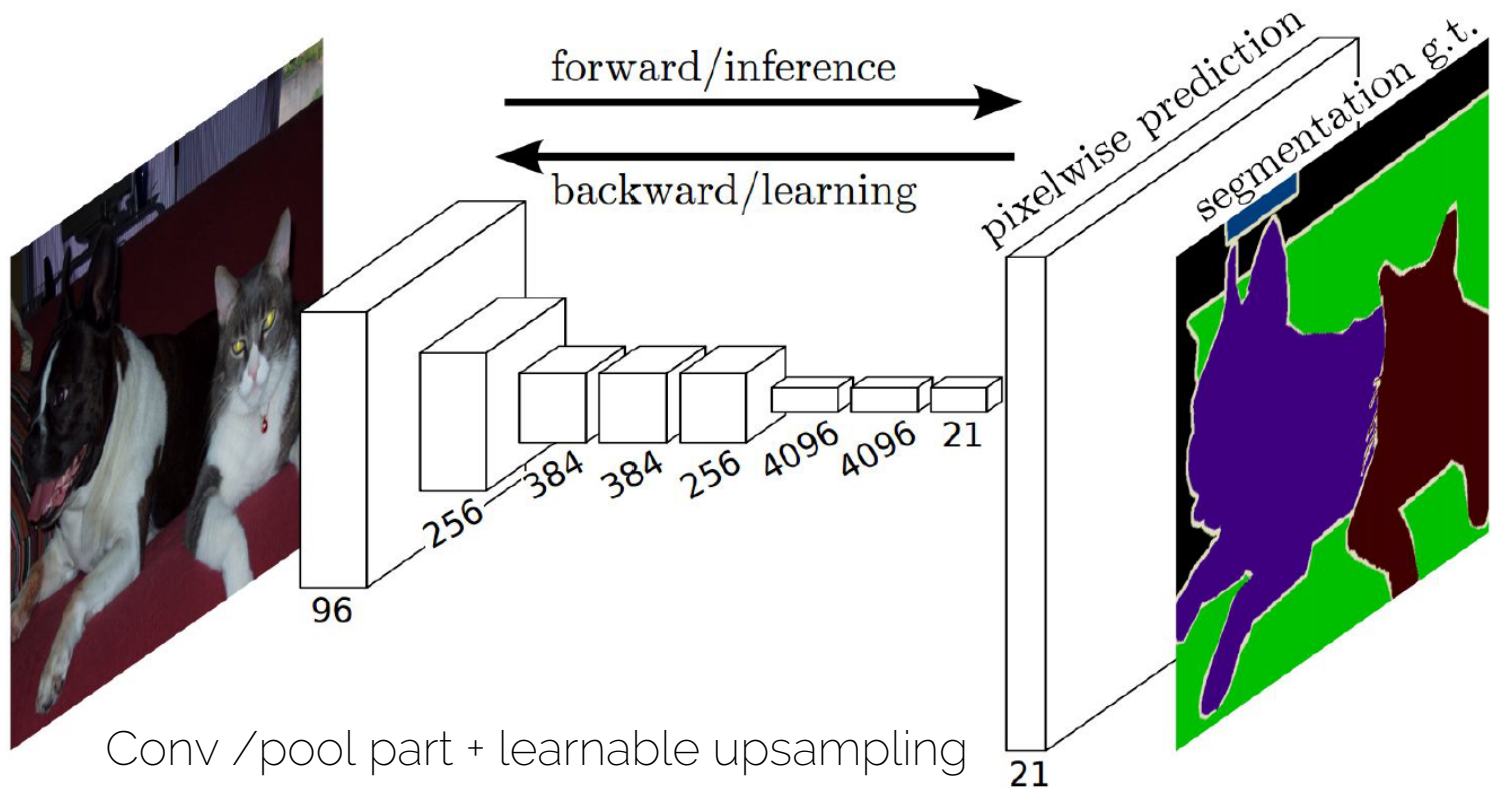 forward/inference
backward/learning
pixelwise prediction
segmentation g.t.
96
256
384
384
256
4096
4096
21
21
Conv /pool part + learnable upsampling